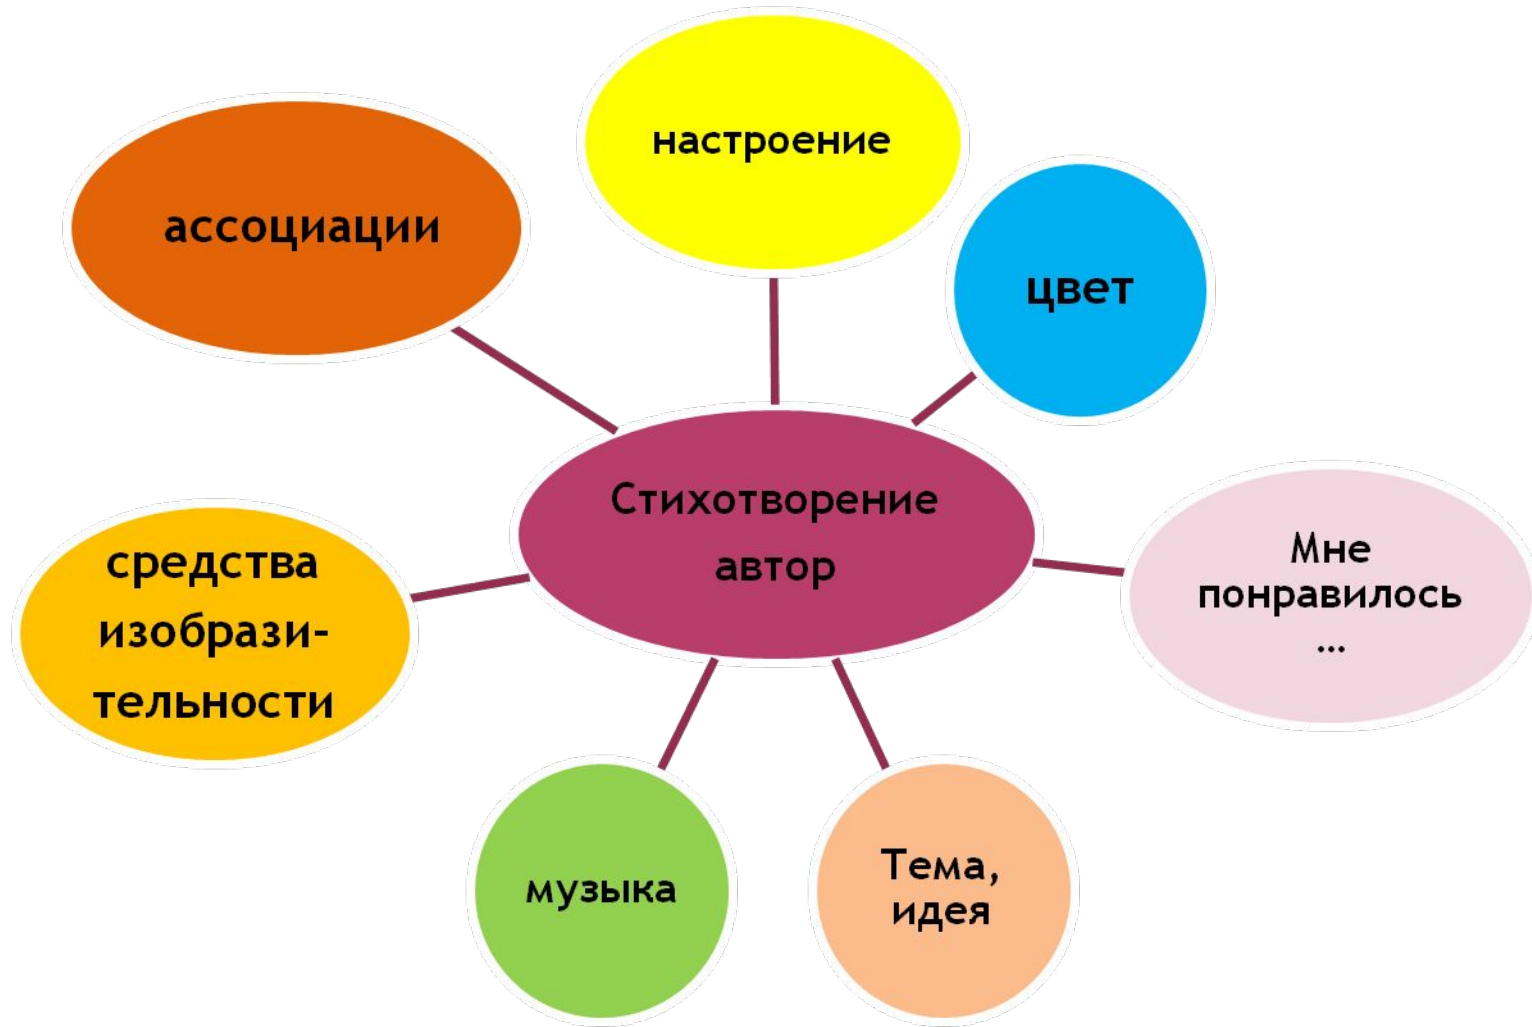 настроение
ассоциации
цвет
Стихотворение
автор
Мне
понравилось
...
средства
изобрази-
тельности
музыка
Тема,
идея